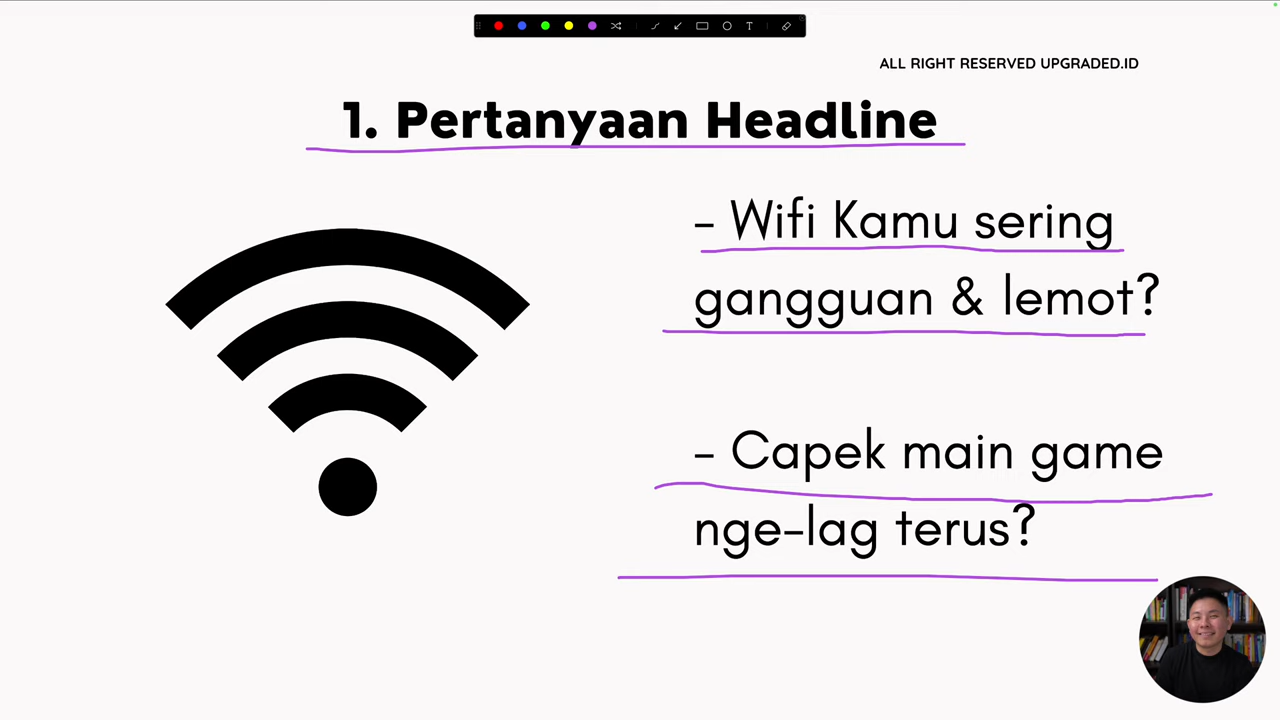 ALL RIGHT RESERVED UPGRADED.ID
1. Pertanyaan Headline
- Wifi Kamu sering
gangguan & lemot?
- Capek main game
nge-lag terus?